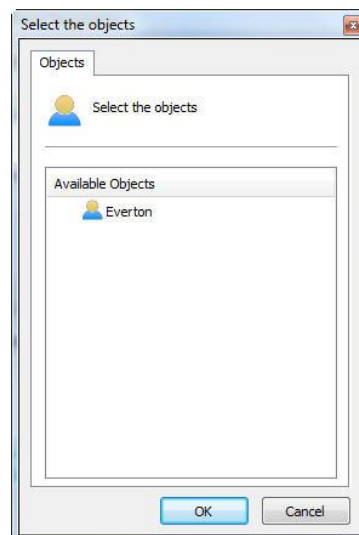 Select the objects
Objects
Select the objects
Available Objects
Everton
OK
Cancel